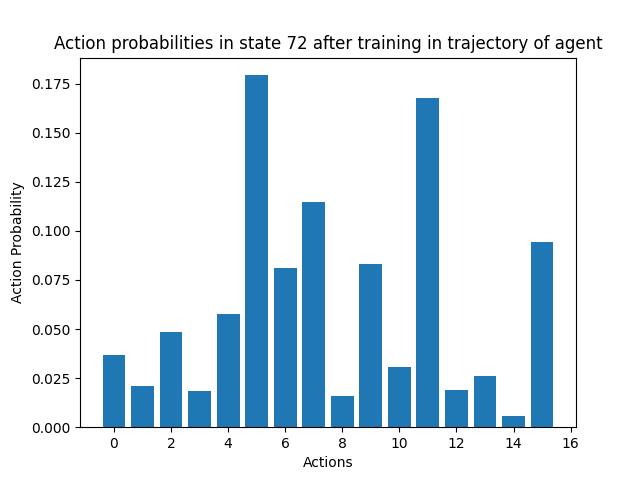 Action probabilities in state 72 after training in trajectory of agent
0.175
0.150
0.125
0.100
0.075
0.050
0.025
0.000
Action Probability
0 2 4 6 8 10 12 14 16
Actions